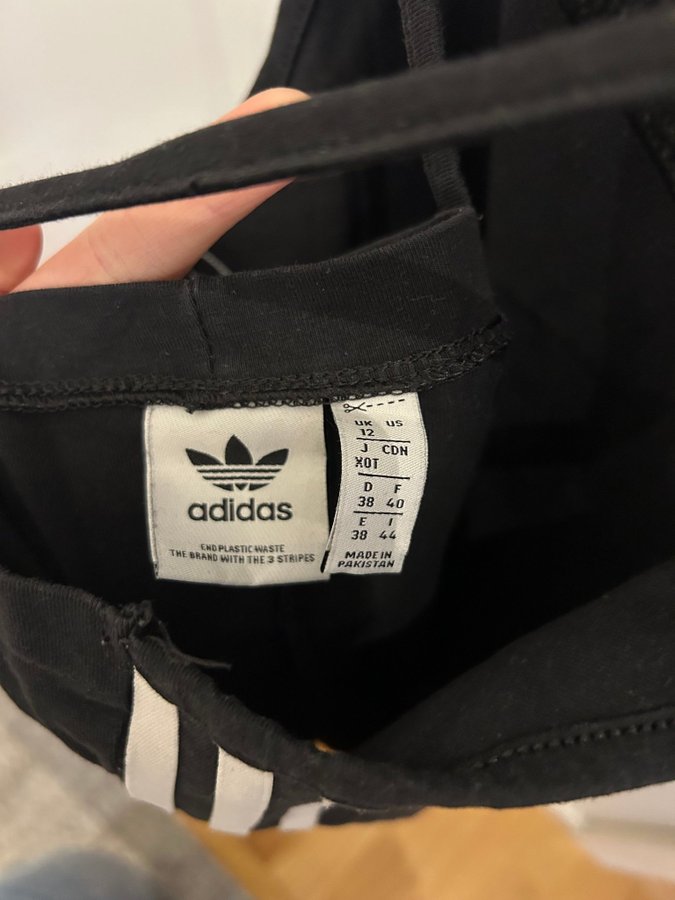 adidas
END PLASTIC WASTE
THE BRAND WITH THE 3 STRIPES
UK US
12
J CDN
XOT
D F
38 40
E I
38 44
MADE IN
PAKISTAN